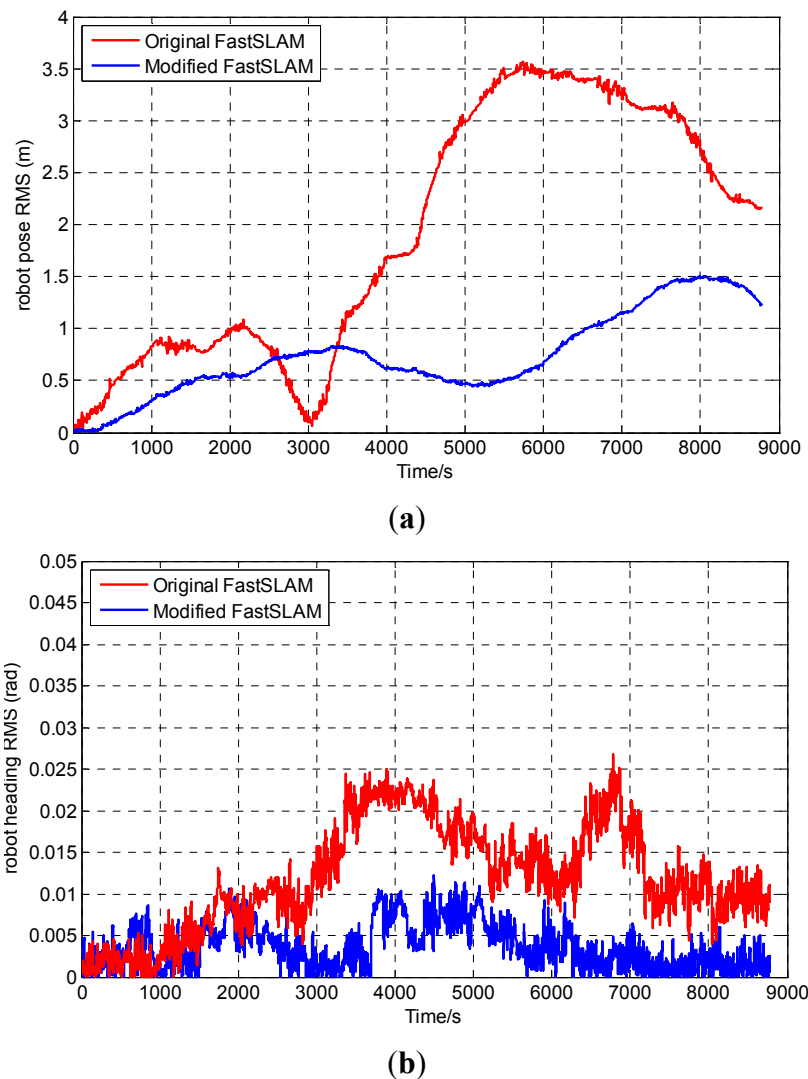 4
3.5
3
2.5
2
1.5
1
0.5
0
Original FastSLAM
Modified FastSLAM
robot pose RMS (m)
0 1000 2000 3000 4000 5000 6000 7000 8000 9000
Time/s
(a)
0.05
0.045
0.04
0.035
0.03
0.025
0.02
0.015
0.01
0.005
0
Original FastSLAM
Modified FastSLAM
robot heading RMS (rad)
0 1000 2000 3000 4000 5000 6000 7000 8000 9000
Time/s
(b)